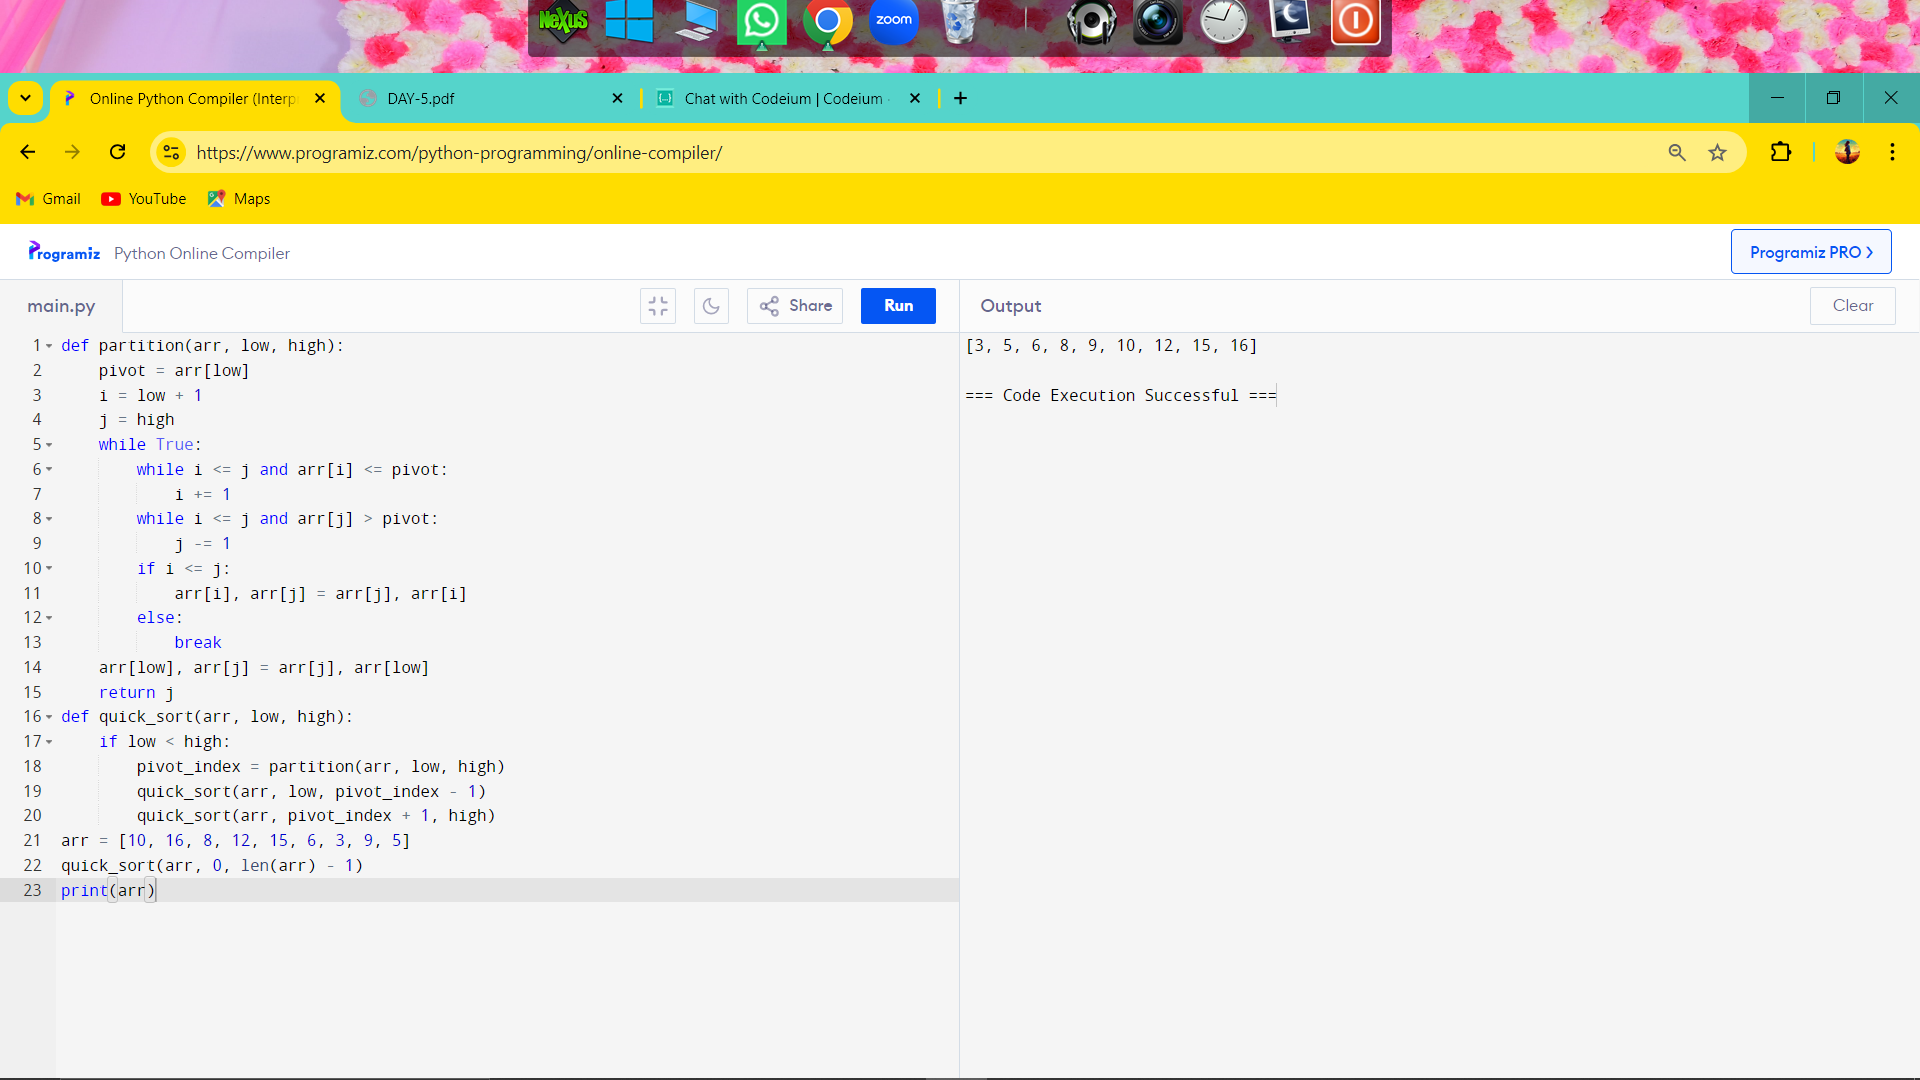 NeXuS
zoom
Online Python Compiler (Interp
DAY-5.pdf
Chat with Codeium | Codeium
https://www.programiz.com/python-programming/online-compiler/
Gmail
YouTube
Maps
Programiz
Python Online Compiler
Programiz PRO >
main.py
Share
Run
Output
Clear
1 def partition(arr, low, high):
2     pivot = arr[low]
3     i = low + 1
4     j = high
5     while True:
6         while i <= j and arr[i] <= pivot:
7             i += 1
8         while i <= j and arr[j] > pivot:
9             j -= 1
10         if i <= j:
11             arr[i], arr[j] = arr[j], arr[i]
12         else:
13             break
14     arr[low], arr[j] = arr[j], arr[low]
15     return j
16 def quick_sort(arr, low, high):
17     if low < high:
18         pivot_index = partition(arr, low, high)
19         quick_sort(arr, low, pivot_index - 1)
20         quick_sort(arr, pivot_index + 1, high)
21 arr = [10, 16, 8, 12, 15, 6, 3, 9, 5]
22 quick_sort(arr, 0, len(arr) - 1)
23 print(arr)
[3, 5, 6, 8, 9, 10, 12, 15, 16]
=== Code Execution Successful ===